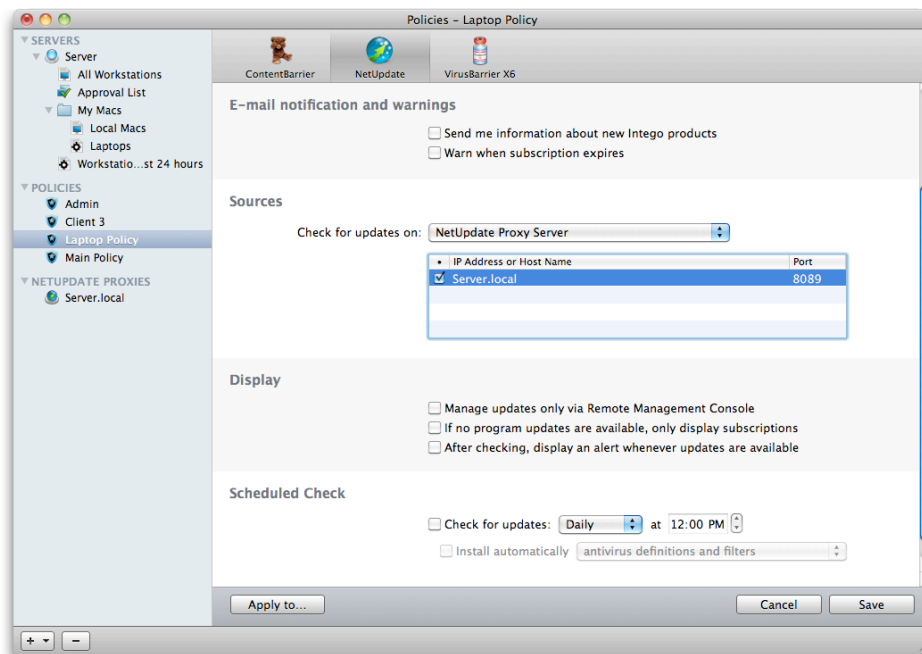 Policies – Laptop Policy
SERVERS
Server
All Workstations
Approval List
My Macs
Local Macs
Laptops
Workstatio...st 24 hours
POLICIES
Admin
Client 3
Laptop Policy
Main Policy
NETUPDATE PROXIES
Server.local
ContentBarrier NetUpdate VirusBarrier X6
E-mail notification and warnings
Send me information about new Intego products
Warn when subscription expires
Sources
Check for updates on: NetUpdate Proxy Server
• IP Address or Host Name Port
Server.local 8089
Display
Manage updates only via Remote Management Console
If no program updates are available, only display subscriptions
After checking, display an alert whenever updates are available
Scheduled Check
Check for updates: Daily at 12:00 PM
Install automatically antivirus definitions and filters
Apply to... Cancel Save
+ −